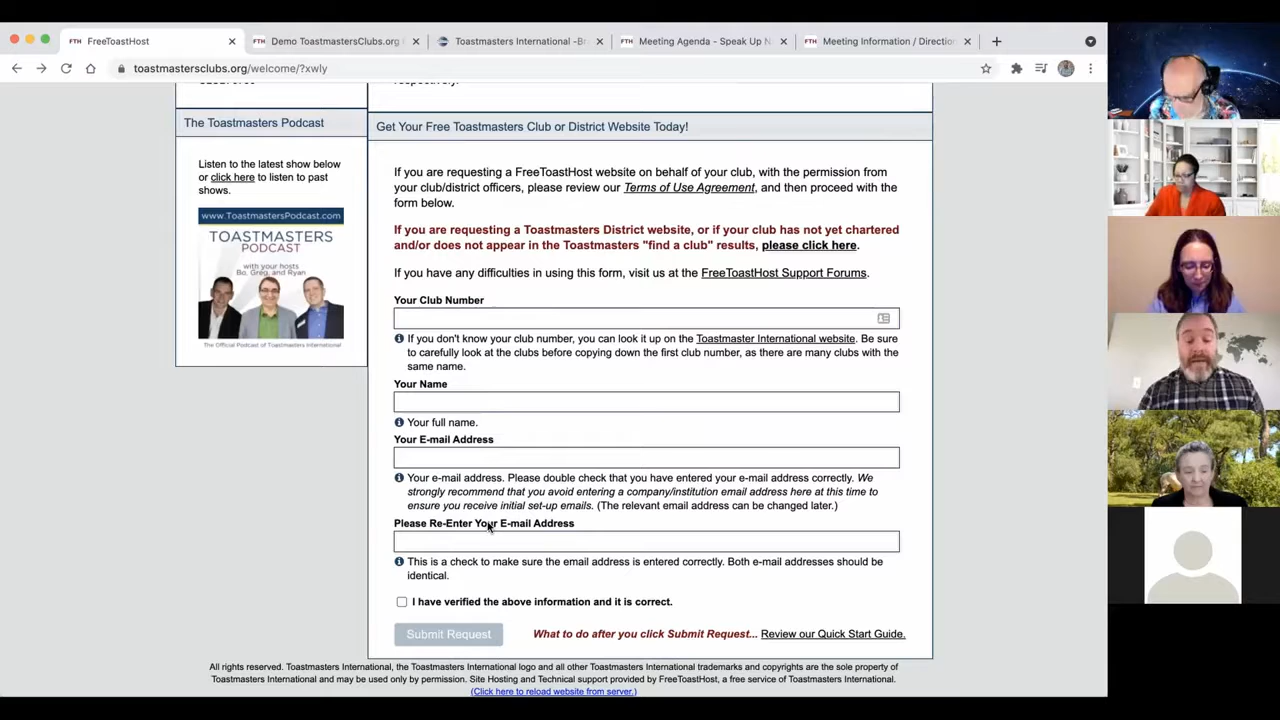 FreeToastHost
Demo ToastmastersClubs.org
Toastmasters International -Br
Meeting Agenda - Speak Up N
Meeting Information / Direction
toastmastersclubs.org/welcome/?xwly
The Toastmasters Podcast
Listen to the latest show below
or click here to listen to past
shows.
www.ToastmastersPodcast.com
TOASTMASTERS
PODCAST
with your hosts
Bo, Greg, and Ryan
The Official Podcast of Toastmasters International
Get Your Free Toastmasters Club or District Website Today!
If you are requesting a FreeToastHost website on behalf of your club, with the permission from
your club/district officers, please review our Terms of Use Agreement, and then proceed with the
form below.
If you are requesting a Toastmasters District website, or if your club has not yet chartered
and/or does not appear in the Toastmasters "find a club" results, please click here.
If you have any difficulties in using this form, visit us at the FreeToastHost Support Forums.
Your Club Number
If you don't know your club number, you can look it up on the Toastmaster International website. Be sure
to carefully look at the clubs before copying down the first club number, as there are many clubs with the
same name.
Your Name
Your full name.
Your E-mail Address
Your e-mail address. Please double check that you have entered your e-mail address correctly. We
strongly recommend that you avoid entering a company/institution email address here at this time to
ensure you receive initial set-up emails. (The relevant email address can be changed later.)
Please Re-Enter Your E-mail Address
This is a check to make sure the email address is entered correctly. Both e-mail addresses should be
identical.
I have verified the above information and it is correct.
Submit Request
What to do after you click Submit Request... Review our Quick Start Guide.
All rights reserved. Toastmasters International, the Toastmasters International logo and all other Toastmasters International trademarks and copyrights are the sole property of
Toastmasters International and may be used only by permission. Site Hosting and Technical support provided by FreeToastHost, a free service of Toastmasters International.
(Click here to reload website from server.)